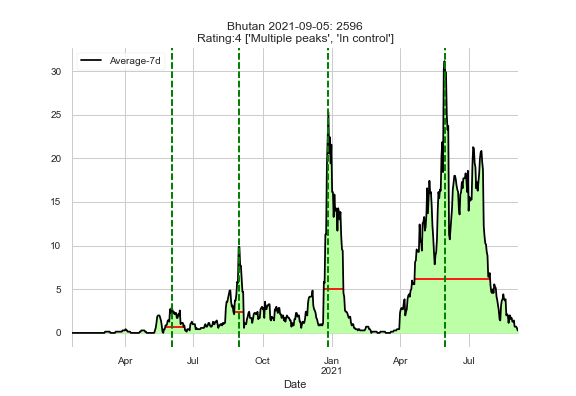 Bhutan 2021-09-05: 2596
Rating:4 ['Multiple peaks', 'In control']
Average-7d
30
25
20
15
10
5
0
Apr
Jul
Oct
Jan
2021
Apr
Jul
Date